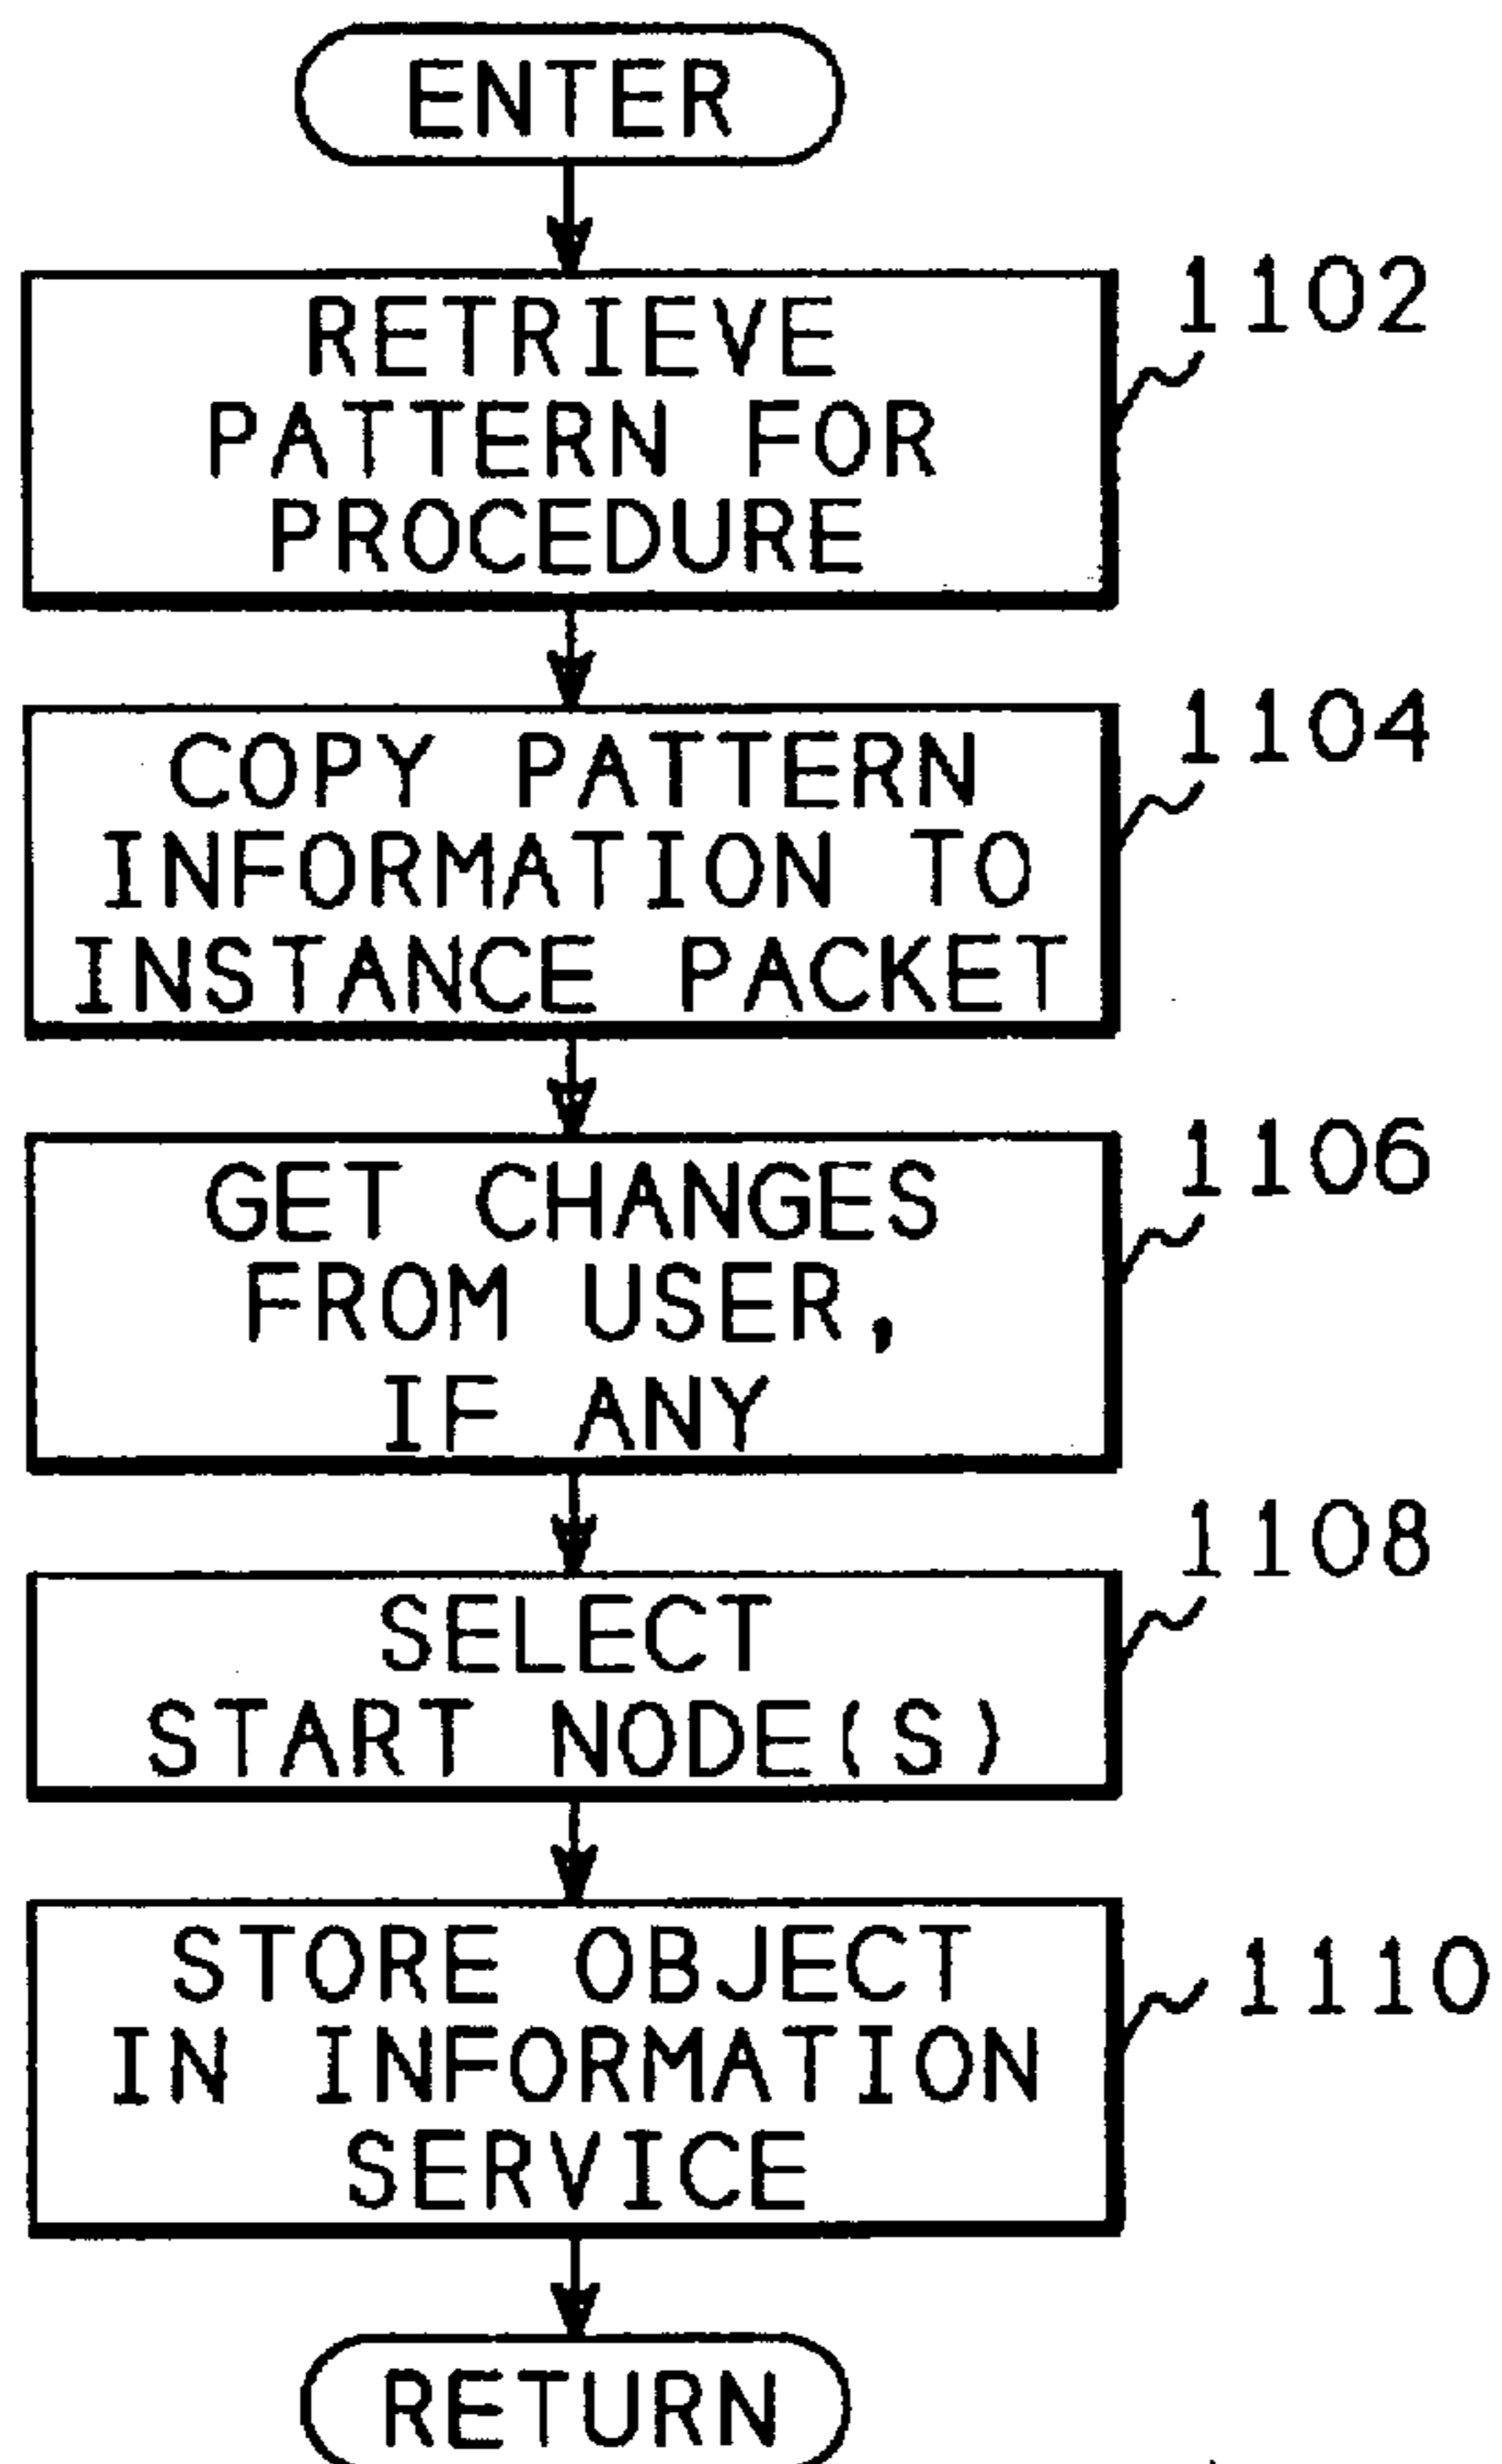 ENTER
RETRIEVE
PATTERN FOR
PROCEDURE
1102
COPY PATTERN
INFORMATION TO
INSTANCE PACKET
1104
GET CHANGES
FROM USER,
IF ANY
1106
SELECT
START NODE(S)
1108
STORE OBJECT
IN INFORMATION
SERVICE
1110
RETURN